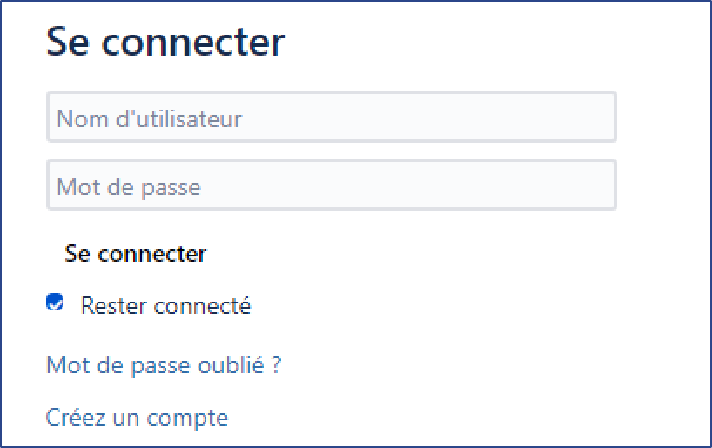 Se connecter
Nom d'utilisateur
Mot de passe
Se connecter
Rester connecté
Mot de passe oublié ?
Créez un compte